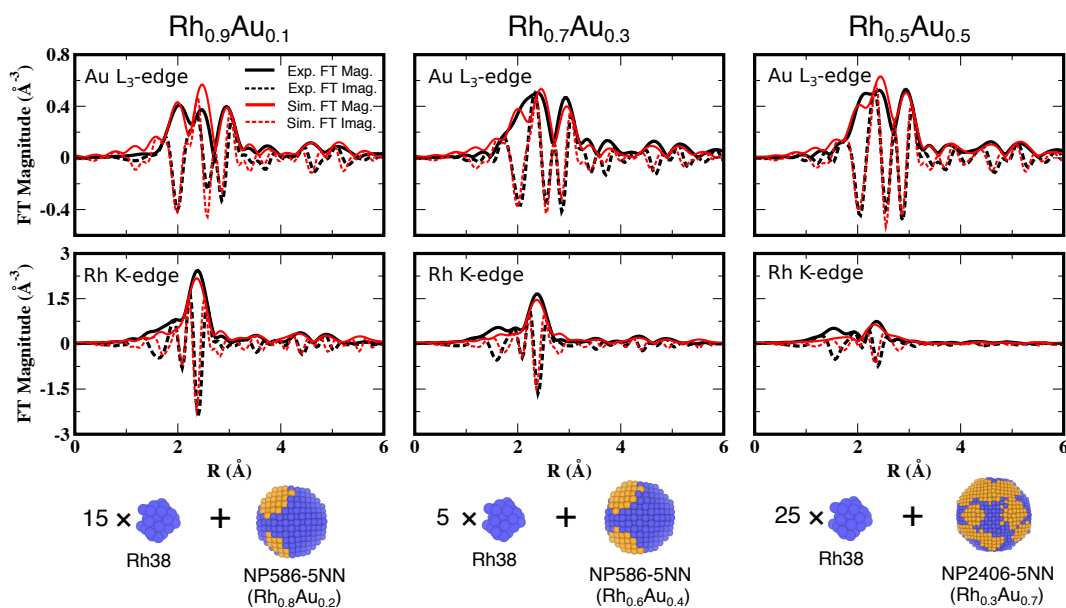 Rh0.9Au0.1 Rh0.7Au0.3 Rh0.5Au0.5
FT Magnitude (Å-3)
0.8
0.4
0
-0.4
Au L3-edge
Exp. FT Mag.
Exp. FT Imag.
Sim. FT Mag.
Sim. FT Imag.
Au L3-edge
Au L3-edge
FT Magnitude (Å-3)
3
1.5
0
-1.5
-3
Rh K-edge
Rh K-edge
Rh K-edge
0 2 4 6
0 2 4 6
0 2 4 6
R (Å) R (Å) R (Å)
15 × +
Rh38
NP586-5NN
(Rh0.8Au0.2)
5 × +
Rh38
NP586-5NN
(Rh0.6Au0.4)
25 × +
Rh38
NP2406-5NN
(Rh0.3Au0.7)